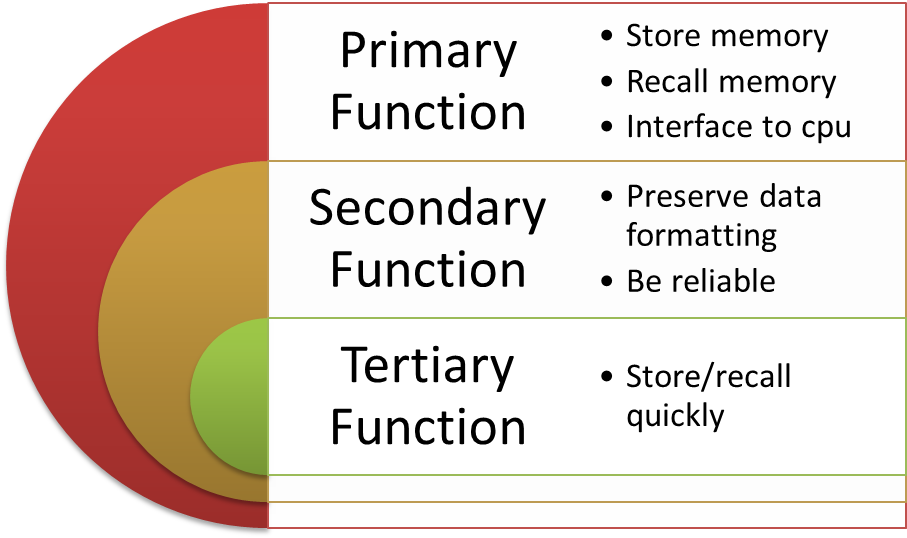 Primary
Function
• Store memory
• Recall memory
• Interface to cpu
Secondary
Function
• Preserve data
formatting
• Be reliable
Tertiary
Function
• Store/recall
quickly